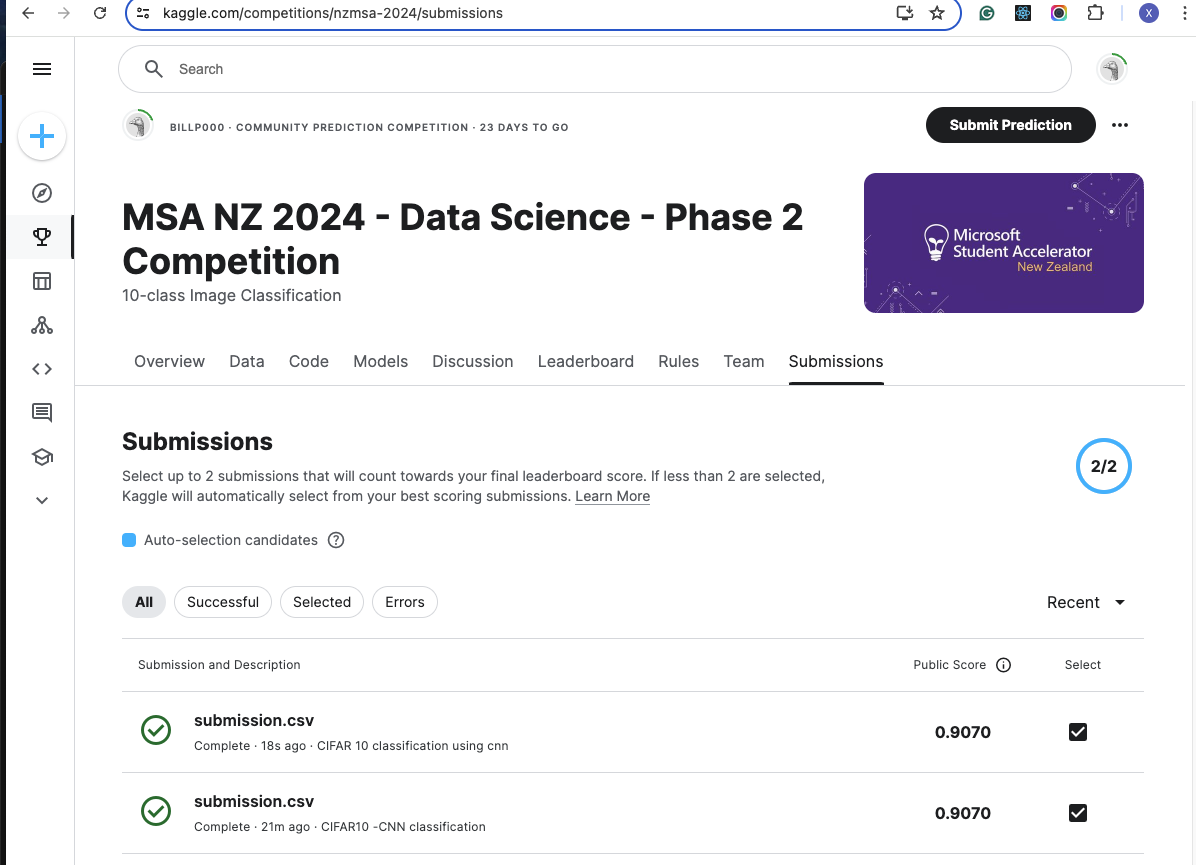 kaggle.com/competitions/nzmsa-2024/submissions
X
Search
BILLP000 · COMMUNITY PREDICTION COMPETITION · 23 DAYS TO GO
Submit Prediction
MSA NZ 2024 - Data Science - Phase 2
Competition
10-class Image Classification
Microsoft
Student Accelerator
New Zealand
Overview Data Code Models Discussion Leaderboard Rules Team Submissions
Submissions
Select up to 2 submissions that will count towards your final leaderboard score. If less than 2 are selected,
Kaggle will automatically select from your best scoring submissions. Learn More
2/2
Auto-selection candidates
All Successful Selected Errors
Recent
Submission and Description Public Score Select
submission.csv
Complete · 18s ago · CIFAR 10 classification using cnn
0.9070
submission.csv
Complete · 21m ago · CIFAR10 -CNN classification
0.9070